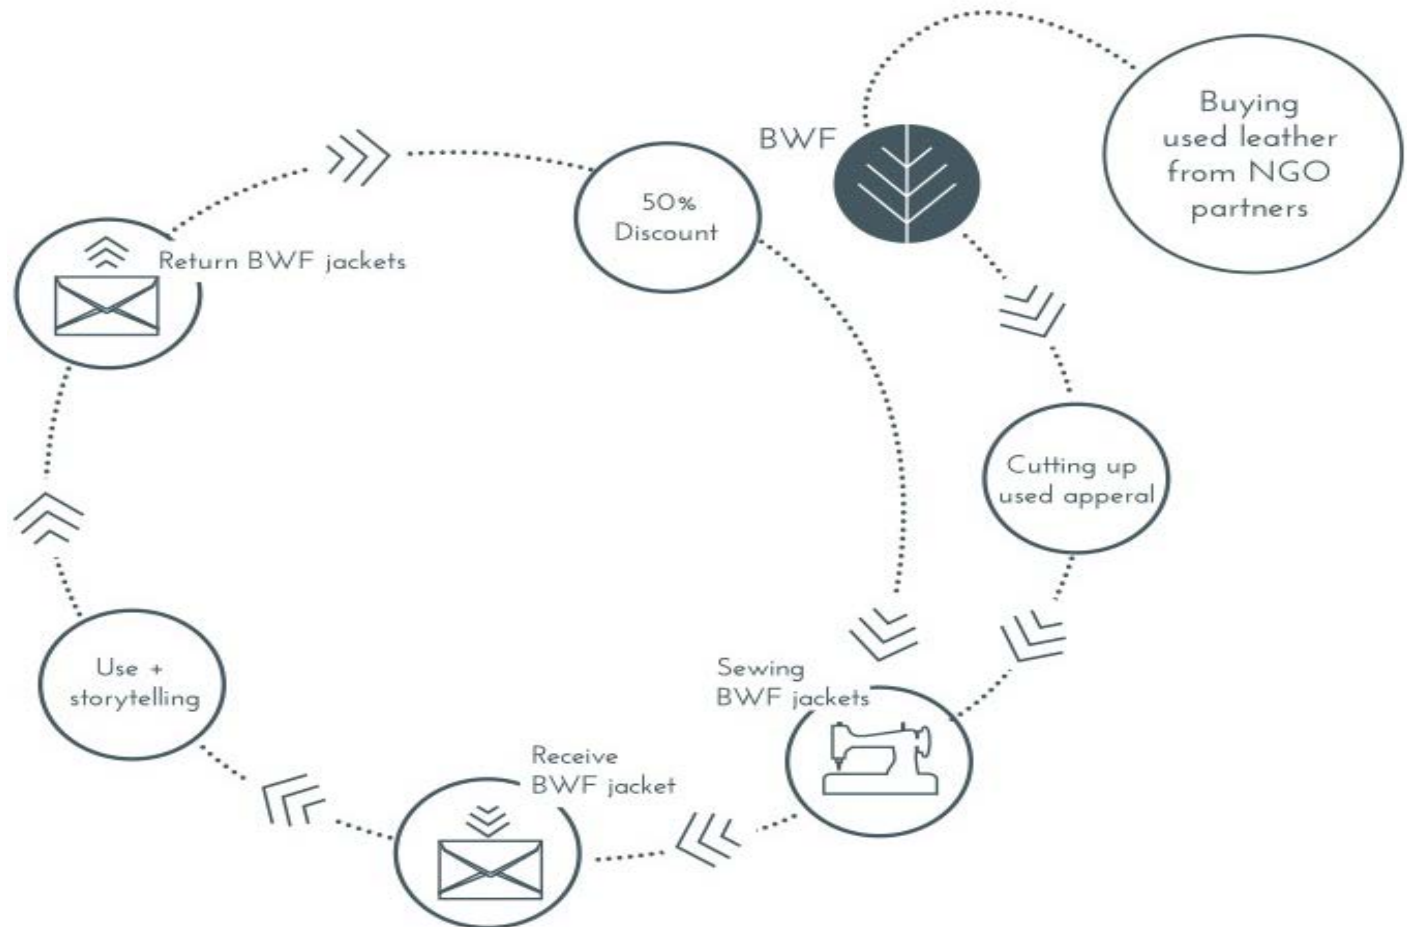 BWF
Buying
used leather
from NGO
partners
50%
Discount
Return BWF jackets
Cutting up
used apperal
Use +
storytelling
Sewing
BWF jackets
Receive
BWF jacket